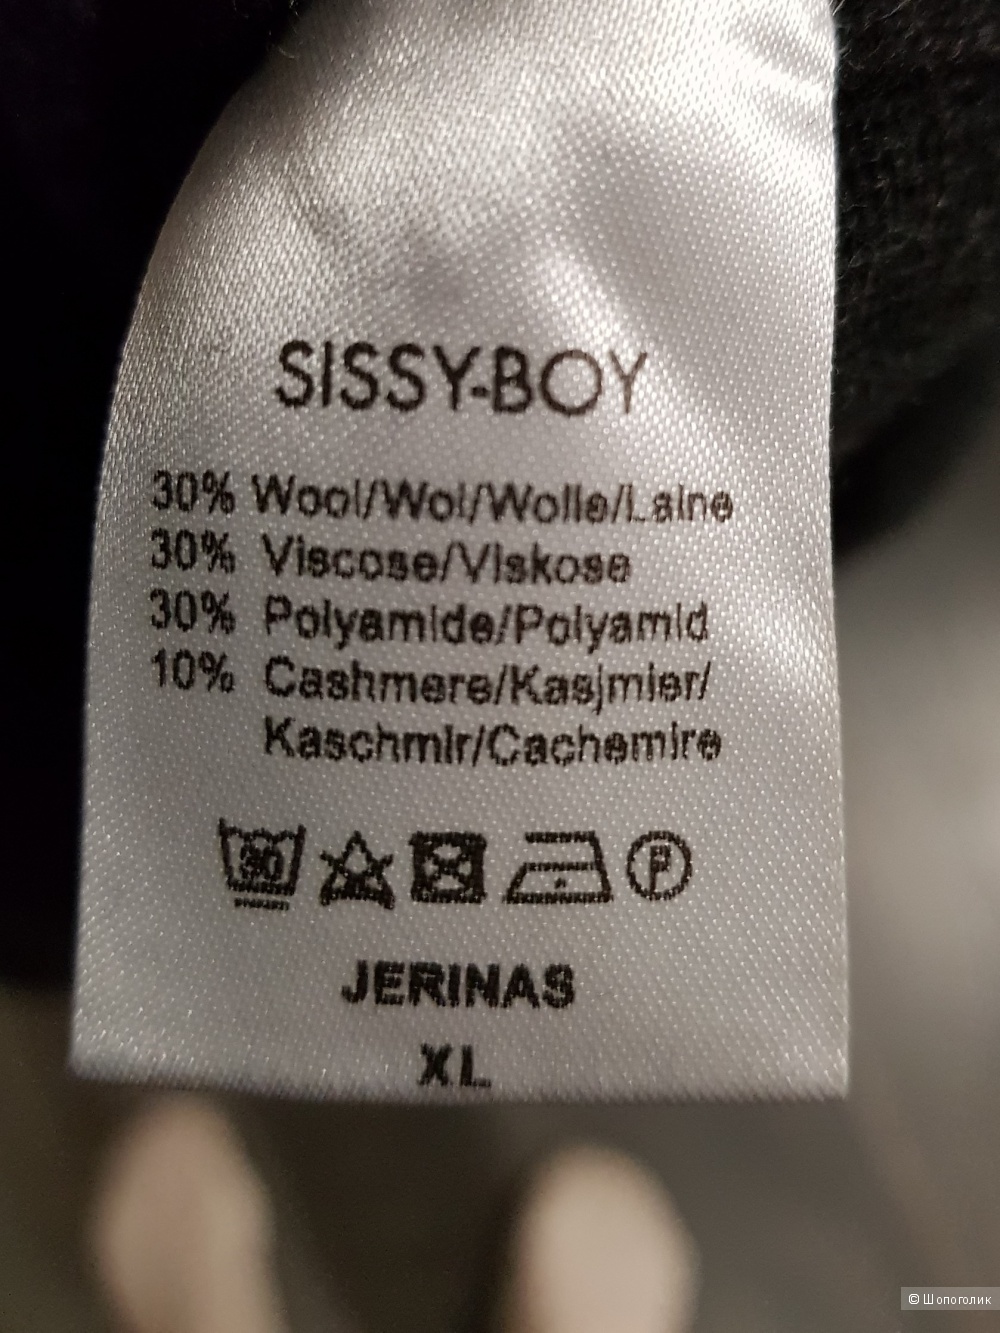 SISSY-BOY
30% Wool/Wol/Wolle/Laine
30% Viscose/Viskose
30% Polyamide/Polyamid
10% Cashmere/Kasjmier/
Kaschmir/Cachemire
30
P
JERINAS
XL
© Шопоголик